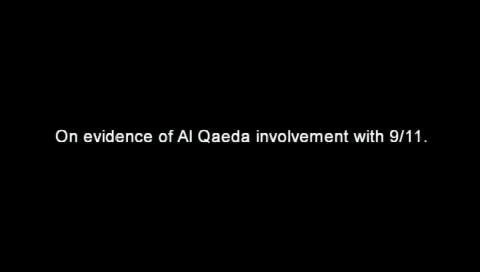 On evidence of Al Qaeda involvement with 9/11.